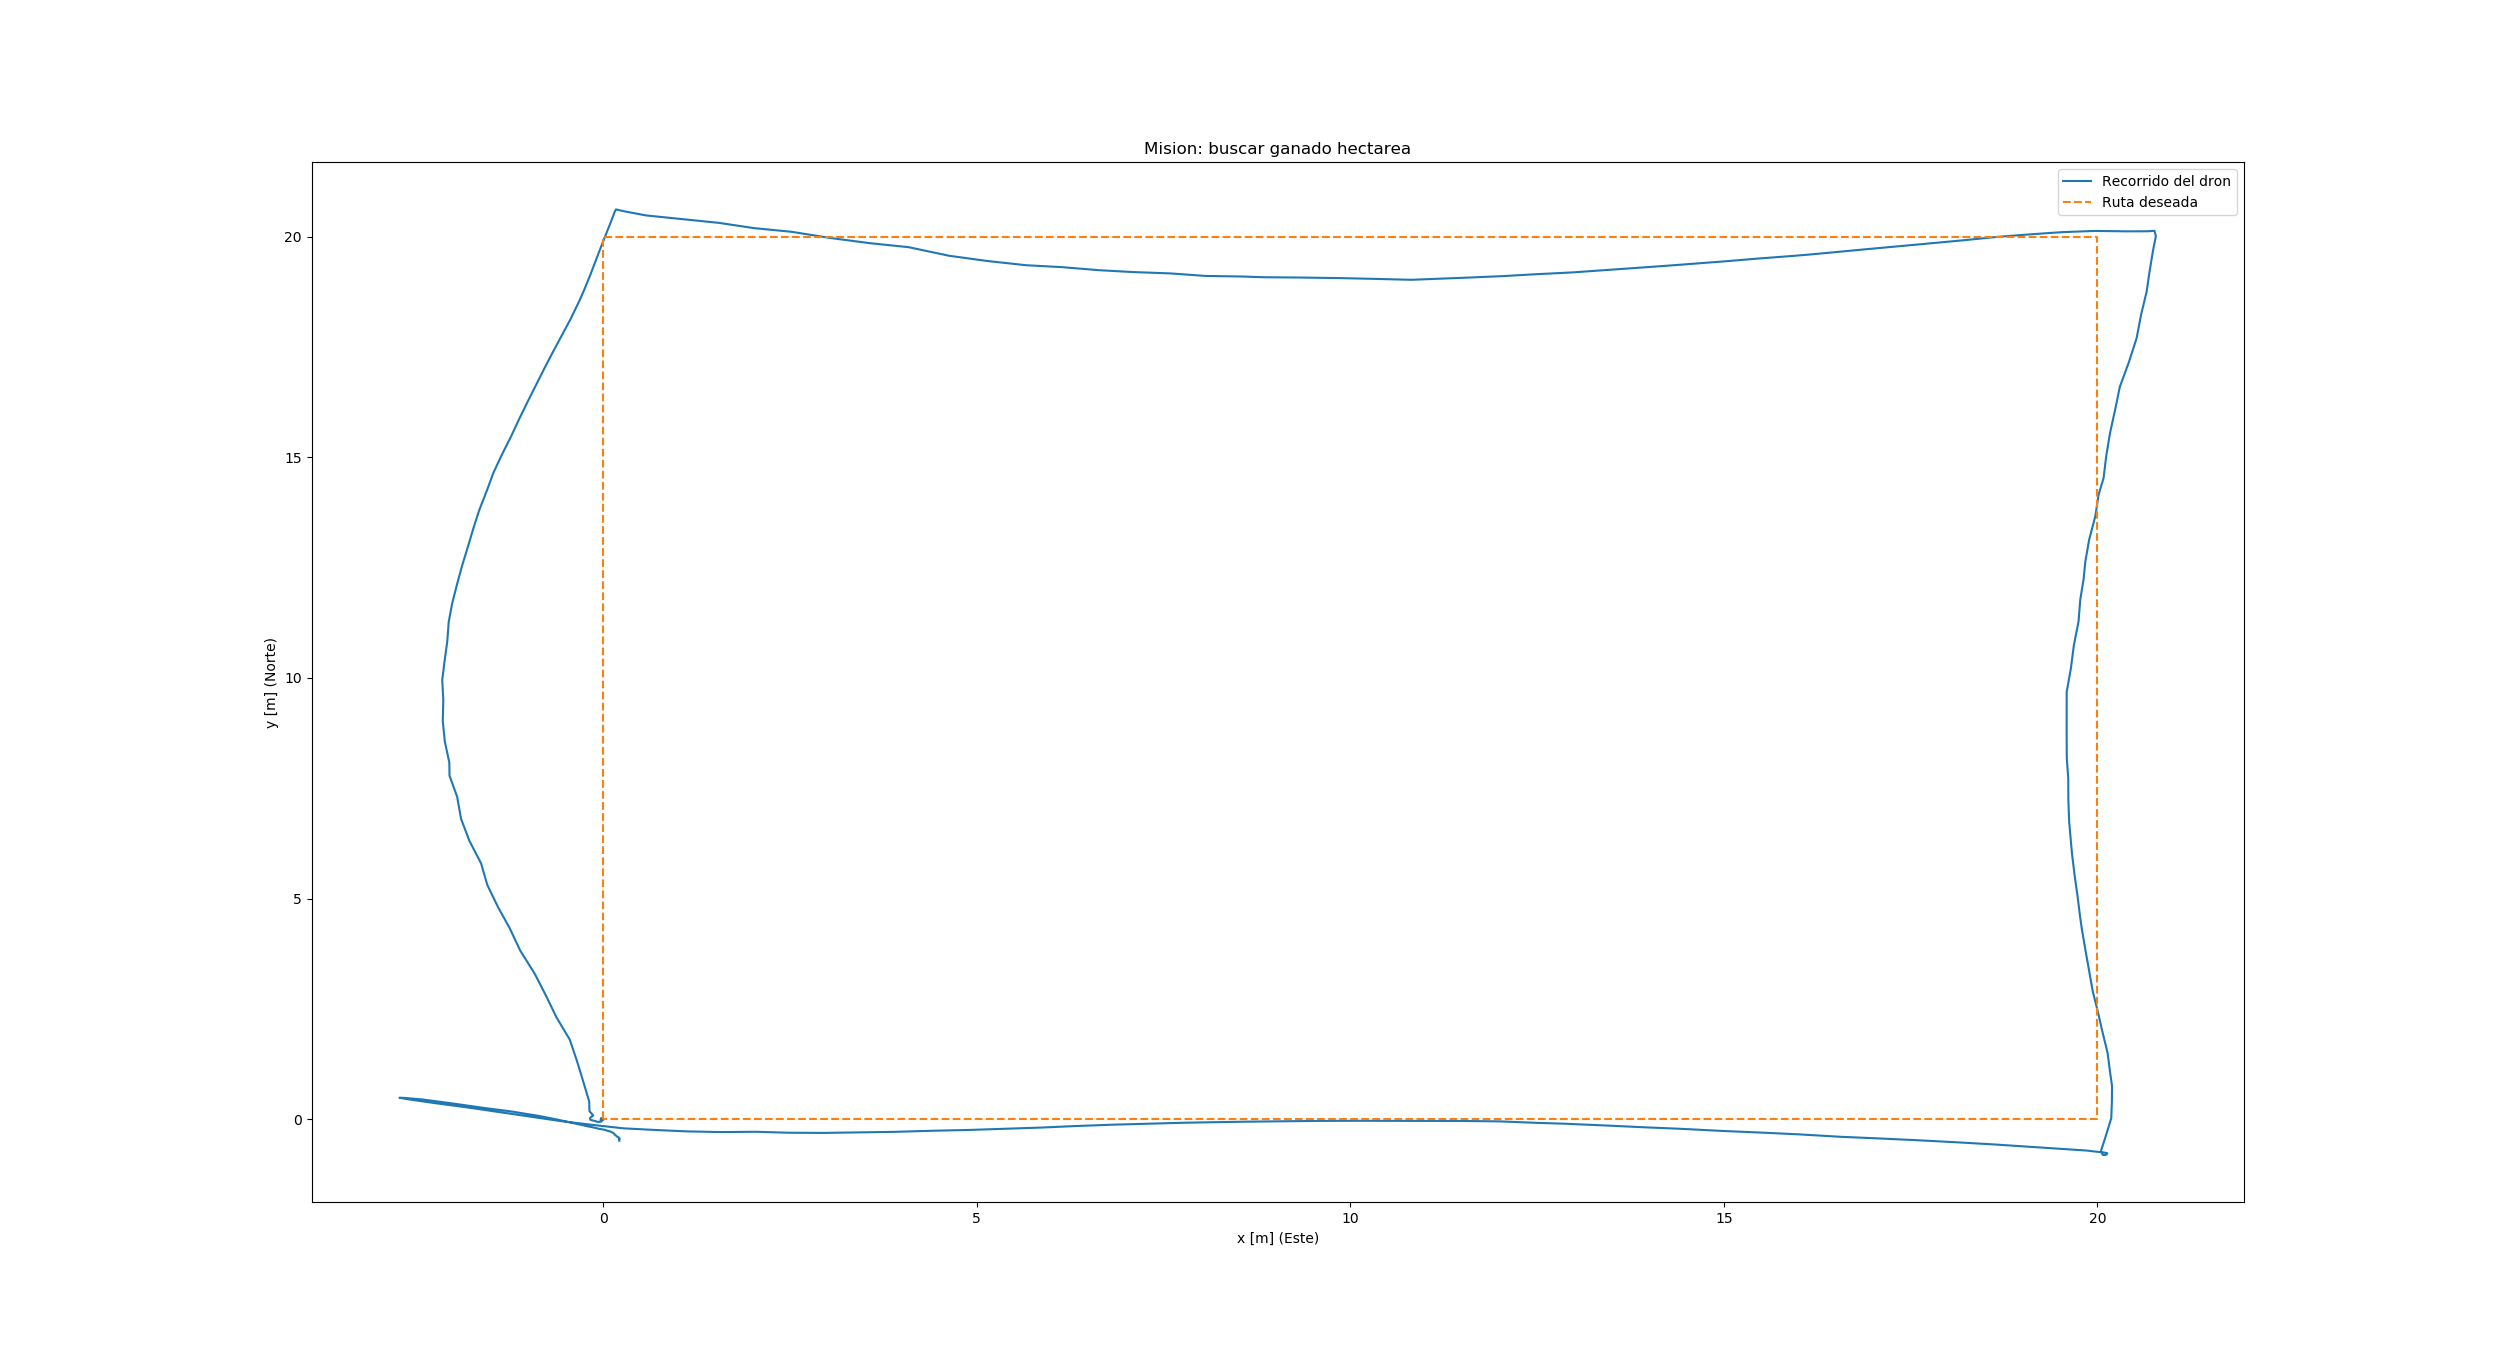 Mision: buscar ganado hectarea
Recorrido del dron
Ruta deseada
20
15
10
5
0
y [m] (Norte)
0
5
10
15
20
x [m] (Este)